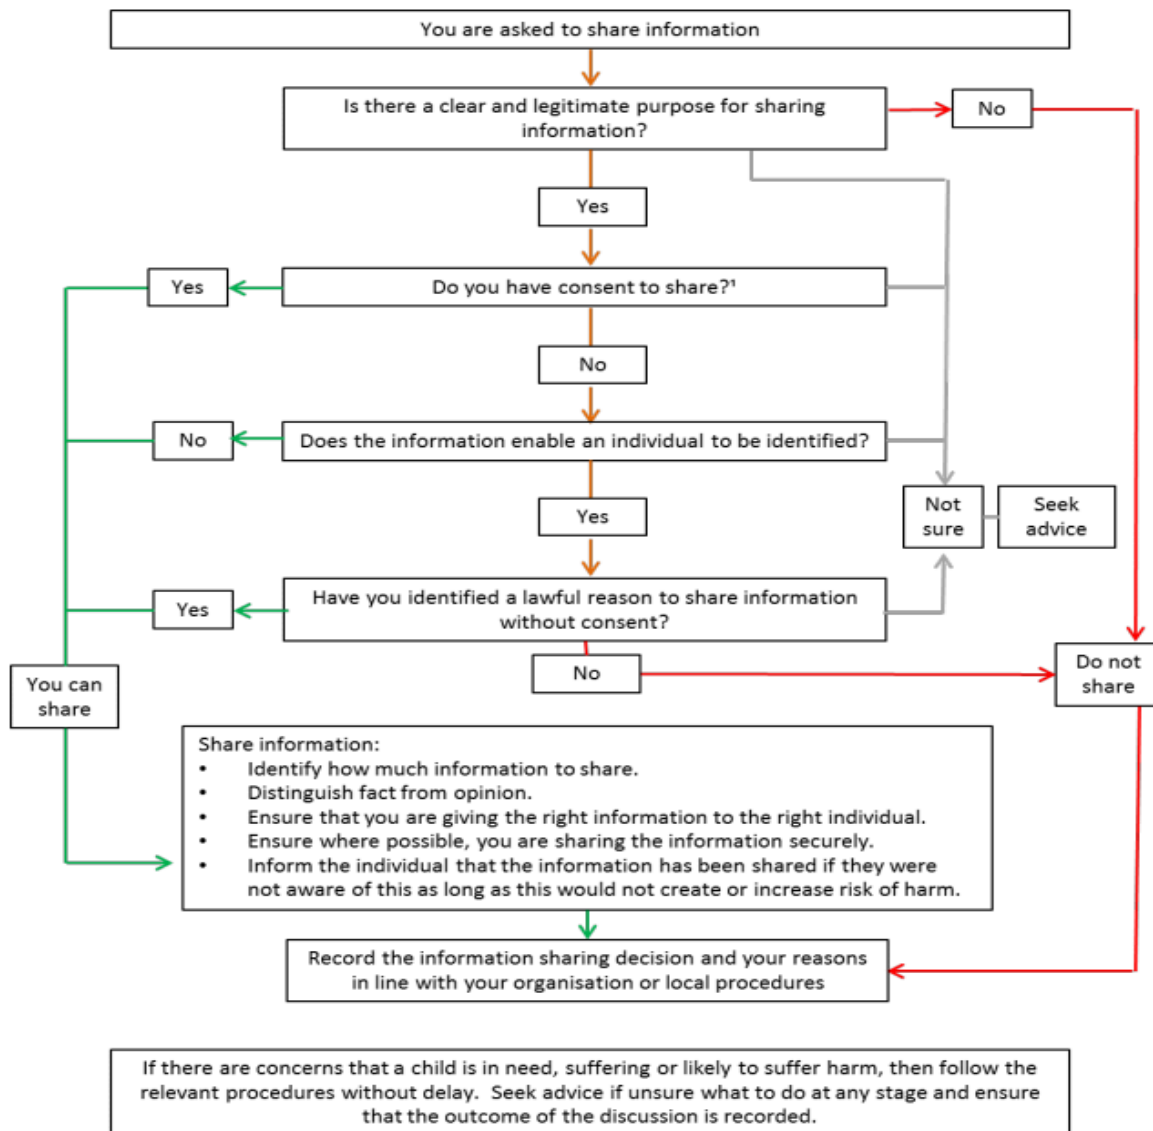 You are asked to share information
Is there a clear and legitimate purpose for sharing
information?
No
Yes
Yes
Do you have consent to share?¹
No
No
Does the information enable an individual to be identified?
Yes
Not
sure
Seek
advice
Yes
Have you identified a lawful reason to share information
without consent?
No
Do not
share
You can
share
Share information:
• Identify how much information to share.
• Distinguish fact from opinion.
• Ensure that you are giving the right information to the right individual.
• Ensure where possible, you are sharing the information securely.
• Inform the individual that the information has been shared if they were
not aware of this as long as this would not create or increase risk of harm.
Record the information sharing decision and your reasons
in line with your organisation or local procedures
If there are concerns that a child is in need, suffering or likely to suffer harm, then follow the
relevant procedures without delay. Seek advice if unsure what to do at any stage and ensure
that the outcome of the discussion is recorded.